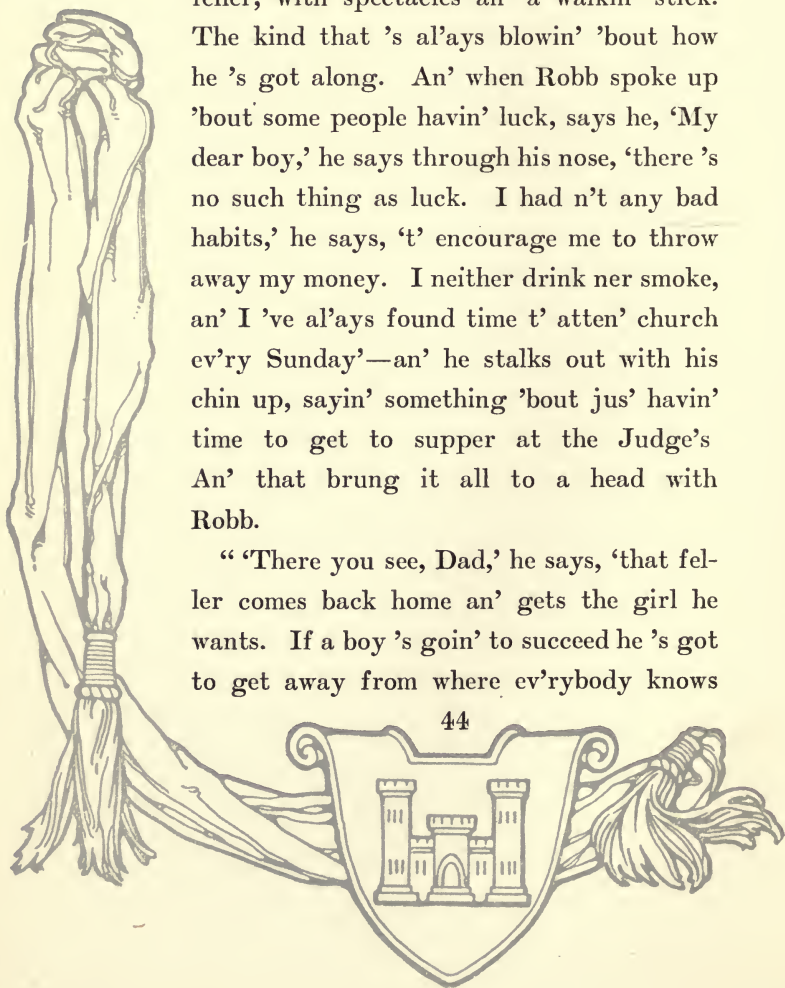 feller, with spectacles an' a walkin' stick.
The kind that 's al'ays blowin' 'bout how
he 's got along. An' when Robb spoke up
'bout some people havin' luck, says he, ‘My
dear boy,’ he says through his nose, ‘there 's
no such thing as luck. I had n't any bad
habits,’ he says, ‘t' encourage me to throw
away my money. I neither drink ner smoke,
an' I 've al'ays found time t' atten' church
ev'ry Sunday’—an' he stalks out with his
chin up, sayin' something 'bout jus' havin'
time to get to supper at the Judge's
An' that brung it all to a head with
Robb.
“ ‘There you see, Dad,’ he says, ‘that fel-
ler comes back home an' gets the girl he
wants. If a boy 's goin' to succeed he 's got
to get away from where ev'rybody knows
44